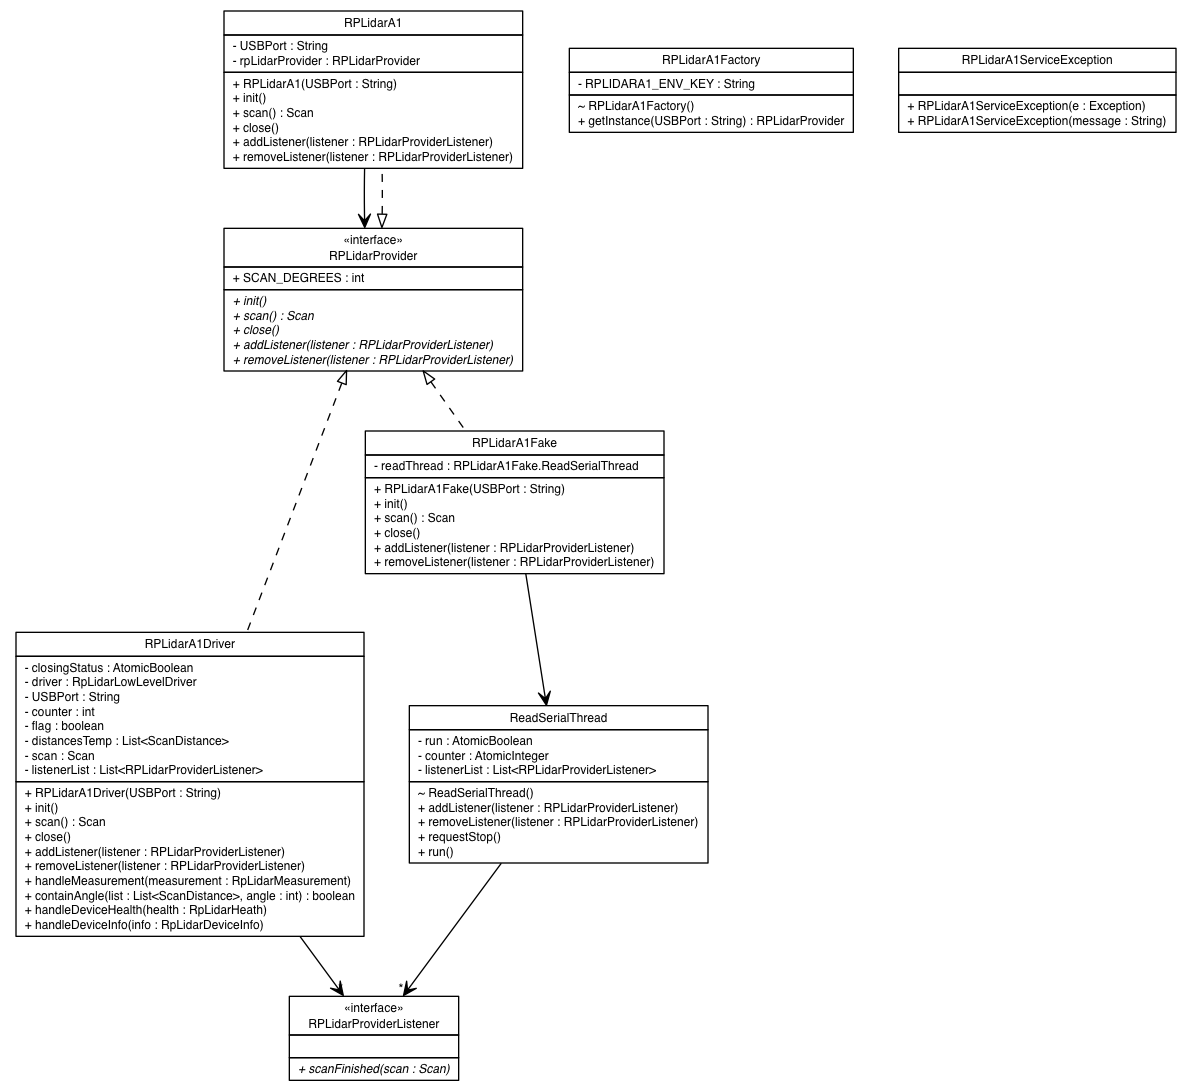 RPLidarA1
- USBPort : String
- rpLidarProvider : RPLidarProvider
+ RPLidarA1(USBPort : String)
+ init()
+ scan() : Scan
+ close()
+ addListener(listener : RPLidarProviderListener)
+ removeListener(listener : RPLidarProviderListener)
RPLidarA1Factory
- RPLIDARA1_ENV_KEY : String
~ RPLidarA1Factory()
+ getInstance(USBPort : String) : RPLidarProvider
RPLidarA1ServiceException
+ RPLidarA1ServiceException(e : Exception)
+ RPLidarA1ServiceException(message : String)
«interface»
RPLidarProvider
+ SCAN_DEGREES : int
+ init()
+ scan() : Scan
+ close()
+ addListener(listener : RPLidarProviderListener)
+ removeListener(listener : RPLidarProviderListener)
RPLidarA1Fake
- readThread : RPLidarA1Fake.ReadSerialThread
+ RPLidarA1Fake(USBPort : String)
+ init()
+ scan() : Scan
+ close()
+ addListener(listener : RPLidarProviderListener)
+ removeListener(listener : RPLidarProviderListener)
RPLidarA1Driver
- closingStatus : AtomicBoolean
- driver : RpLidarLowLevelDriver
- USBPort : String
- counter : int
- flag : boolean
- distancesTemp : List<ScanDistance>
- scan : Scan
- listenerList : List<RPLidarProviderListener>
+ RPLidarA1Driver(USBPort : String)
+ init()
+ scan() : Scan
+ close()
+ addListener(listener : RPLidarProviderListener)
+ removeListener(listener : RPLidarProviderListener)
+ handleMeasurement(measurement : RpLidarMeasurement)
+ containAngle(list : List<ScanDistance>, angle : int) : boolean
+ handleDeviceHealth(health : RpLidarHeath)
+ handleDeviceInfo(info : RpLidarDeviceInfo)
ReadSerialThread
- run : AtomicBoolean
- counter : AtomicInteger
- listenerList : List<RPLidarProviderListener>
~ ReadSerialThread()
+ addListener(listener : RPLidarProviderListener)
+ removeListener(listener : RPLidarProviderListener)
+ requestStop()
+ run()
*
«interface»
RPLidarProviderListener
+ scanFinished(scan : Scan)